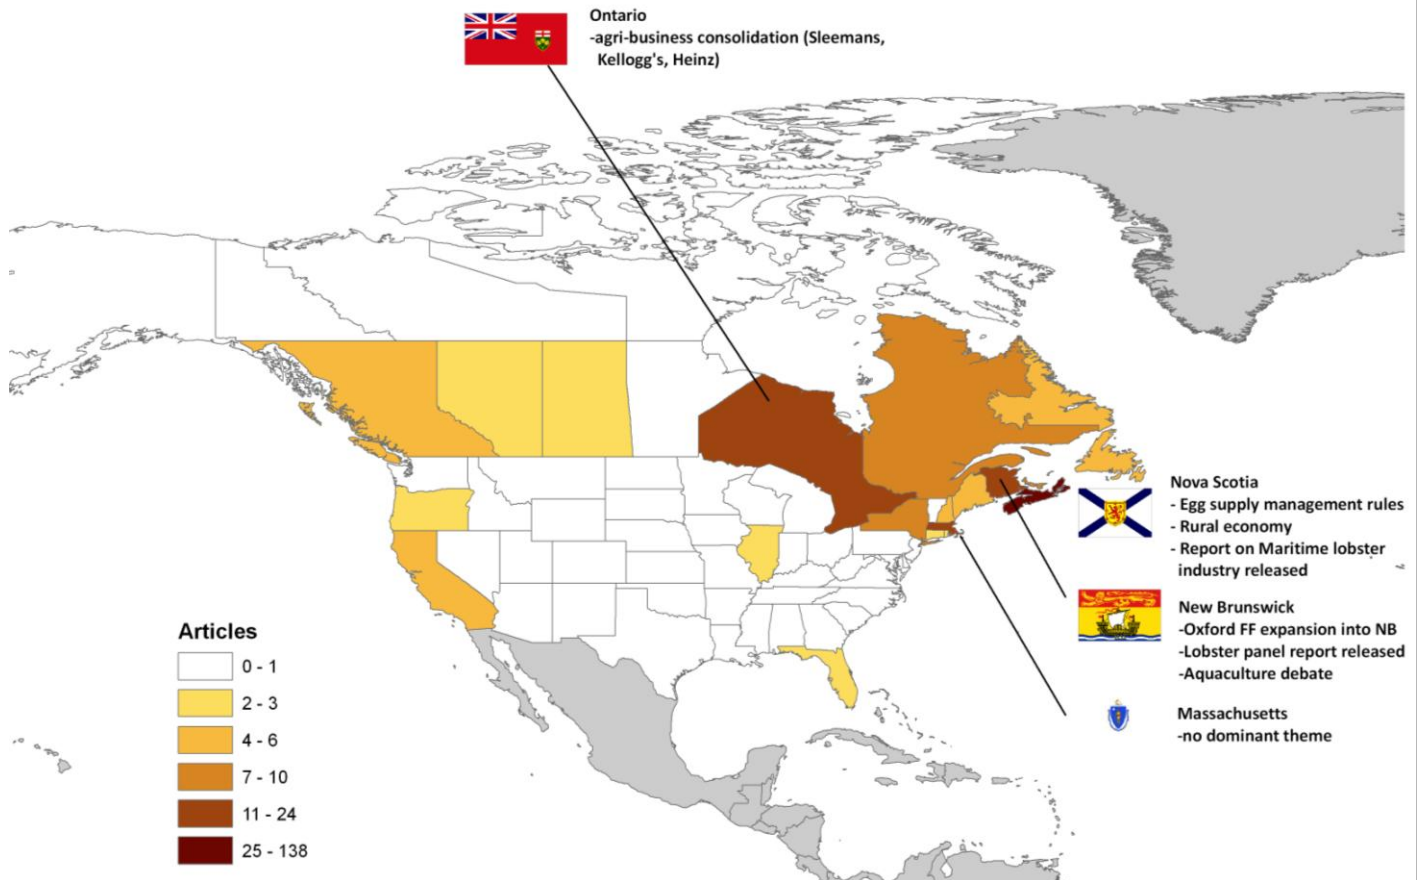 Ontario
-agri-business consolidation (Sleemans,
Kellogg's, Heinz)
Nova Scotia
- Egg supply management rules
- Rural economy
- Report on Maritime lobster
industry released
New Brunswick
-Oxford FF expansion into NB
-Lobster panel report released
-Aquaculture debate
Massachusetts
-no dominant theme
Articles
0 - 1
2 - 3
4 - 6
7 - 10
11 - 24
25 - 138